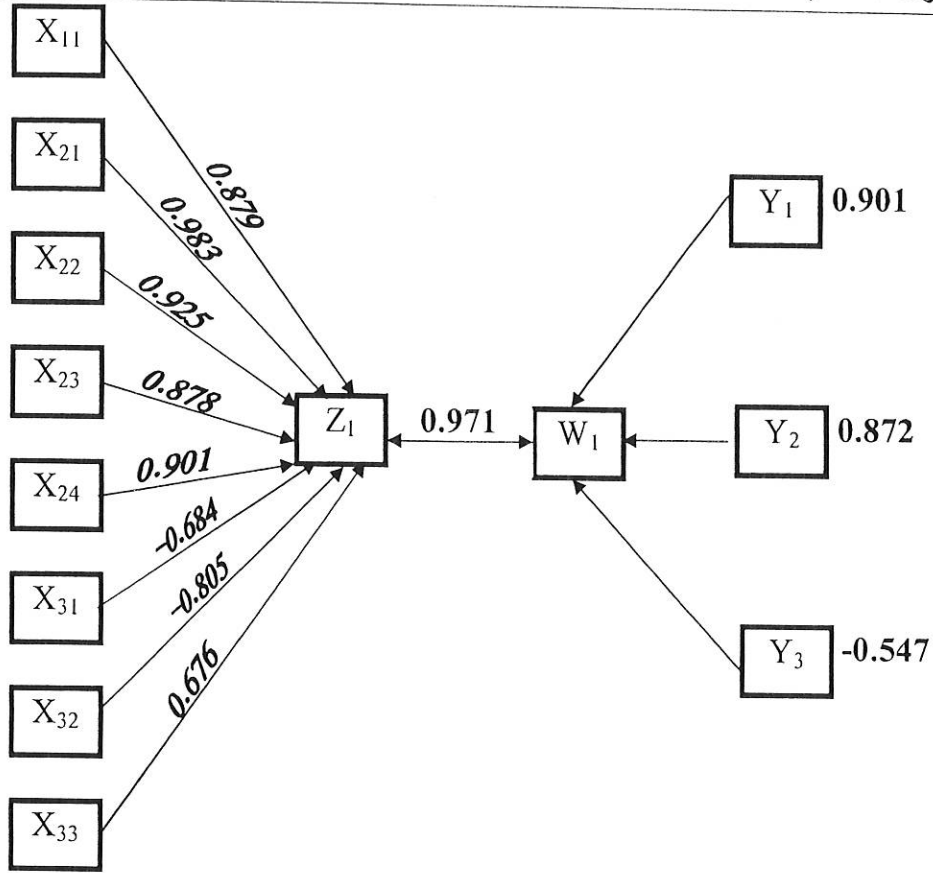 X₁₁
X₂₁
X₂₂
X₂₃
X₂₄
X₃₁
X₃₂
X₃₃
0.879
0.983
0.925
0.878
0.901
-0.684
-0.805
0.676
Z₁
0.971
W₁
Y₁ 0.901
Y₂ 0.872
Y₃ -0.547